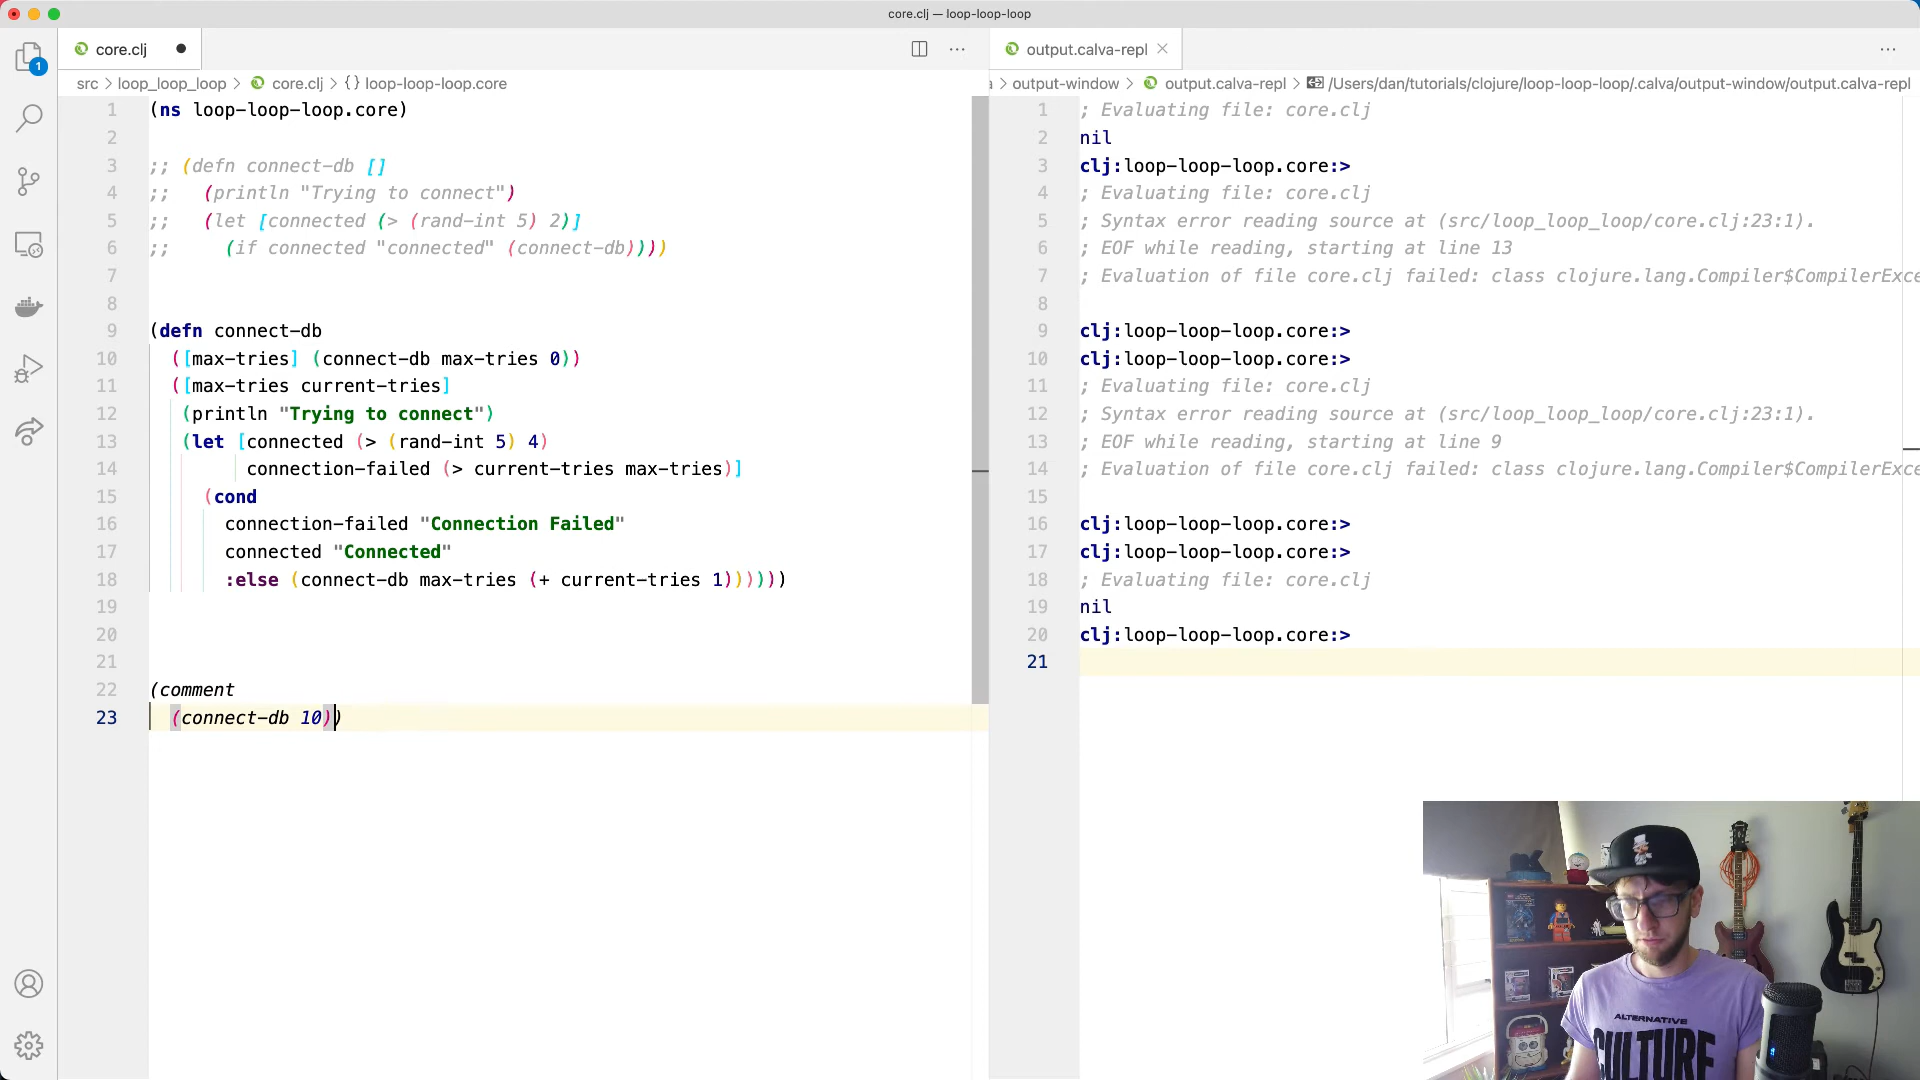 core.clj — loop-loop-loop
core.clj
output.calva-repl
1
src > loop_loop_loop > core.clj > {} loop-loop-loop.core
output-window > output.calva-repl > /Users/dan/tutorials/clojure/loop-loop-loop/.calva/output-window/output.calva-repl
1 (ns loop-loop-loop.core)
2
3 ;; (defn connect-db []
4 ;;   (println "Trying to connect")
5 ;;   (let [connected (> (rand-int 5) 2)]
6 ;;     (if connected "connected" (connect-db))))
7
8
9 (defn connect-db
10   ([max-tries] (connect-db max-tries 0))
11   ([max-tries current-tries]
12    (println "Trying to connect")
13    (let [connected (> (rand-int 5) 4)
14          connection-failed (> current-tries max-tries)]
15      (cond
16        connection-failed "Connection Failed"
17        connected "Connected"
18        :else (connect-db max-tries (+ current-tries 1))))))
19
20
21
22 (comment
23   (connect-db 10))
1 ; Evaluating file: core.clj
2 nil
3 clj:loop-loop-loop.core:>
4 ; Evaluating file: core.clj
5 ; Syntax error reading source at (src/loop_loop_loop/core.clj:23:1).
6 ; EOF while reading, starting at line 13
7 ; Evaluation of file core.clj failed: class clojure.lang.Compiler$CompilerExce
8
9 clj:loop-loop-loop.core:>
10 clj:loop-loop-loop.core:>
11 ; Evaluating file: core.clj
12 ; Syntax error reading source at (src/loop_loop_loop/core.clj:23:1).
13 ; EOF while reading, starting at line 9
14 ; Evaluation of file core.clj failed: class clojure.lang.Compiler$CompilerExce
15
16 clj:loop-loop-loop.core:>
17 clj:loop-loop-loop.core:>
18 ; Evaluating file: core.clj
19 nil
20 clj:loop-loop-loop.core:>
21
ALTERNATIVE
CULTURE